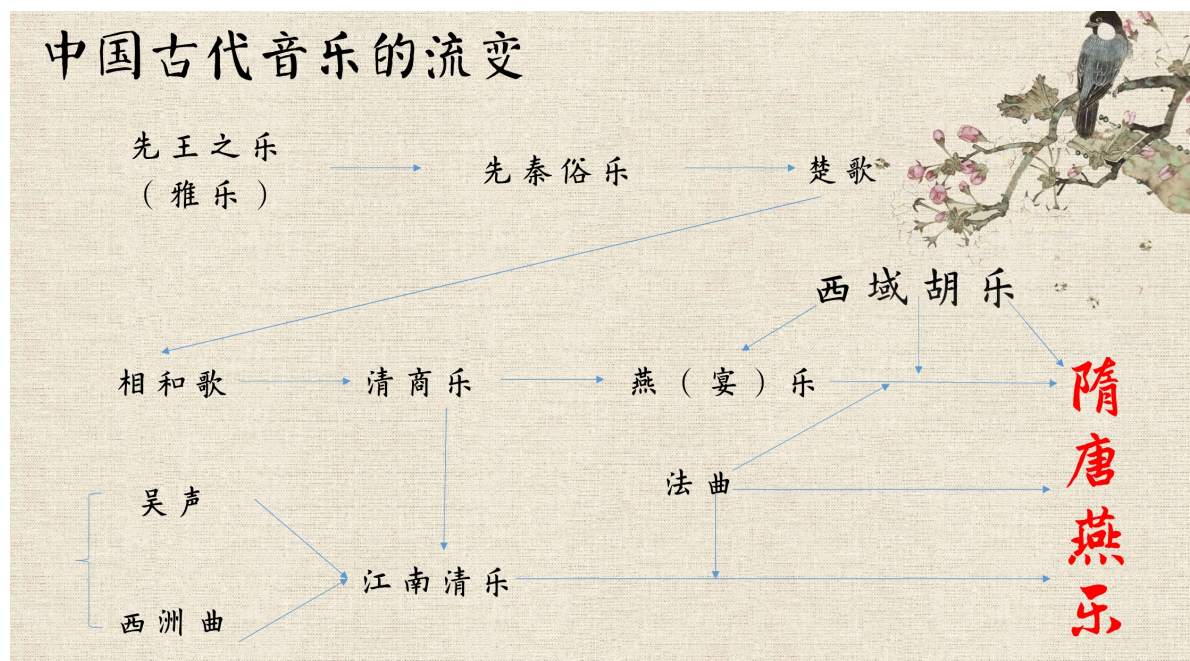 中国古代音乐的流变
先王之乐
（雅乐）
先秦俗乐
楚歌
西域胡乐
相和歌
清商乐
燕（宴）乐
隋唐燕乐
法曲
吴声
江南清乐
西洲曲